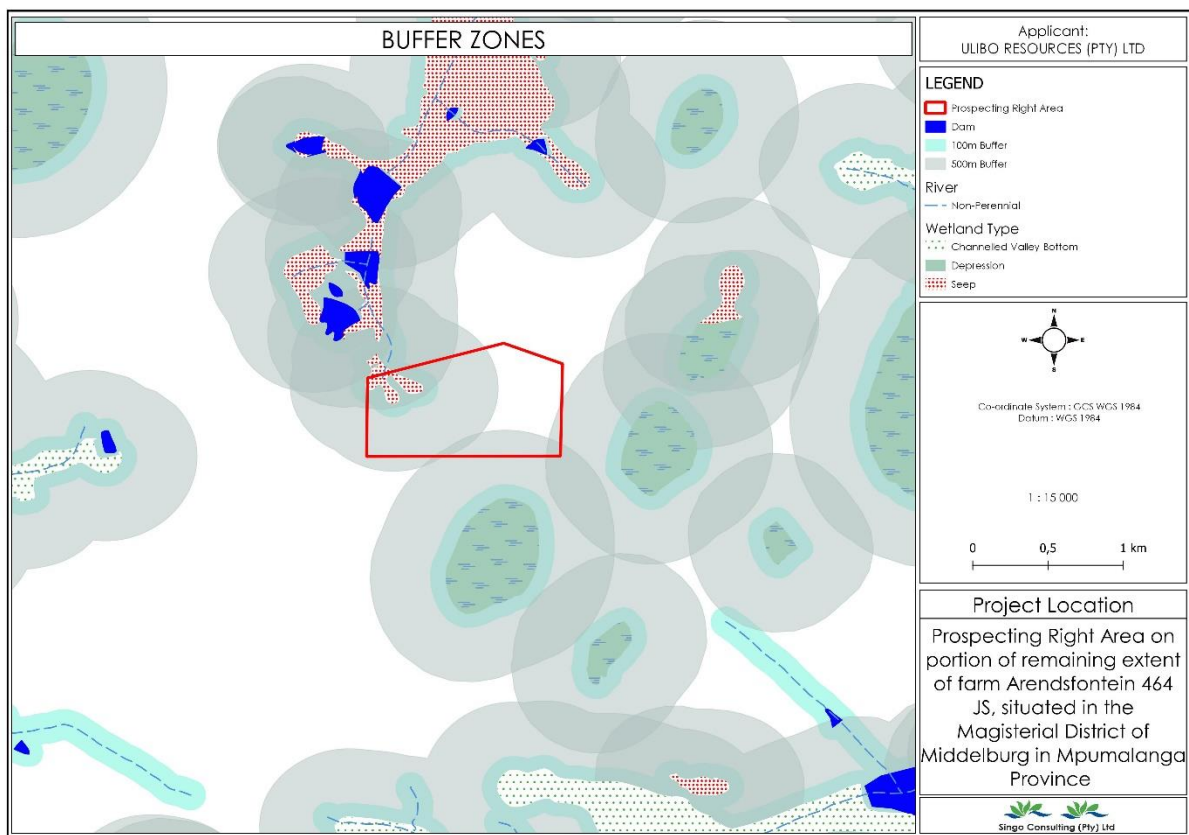 BUFFER ZONES
Applicant:
ULIBO RESOURCES (PTY) LTD
LEGEND
Prospecting Right Area
Dam
100m Buffer
500m Buffer
River
Non-Perennial
Wetland Type
Channelled Valley Bottom
Depression
Seep
N
W
E
S
Co-ordinate System : GCS WGS 1984
Datum : WGS 1984
1 : 15 000
0 0,5 1 km
Project Location
Prospecting Right Area on
portion of remaining extent
of farm Arendsfontein 464
JS, situated in the
Magisterial District of
Middelburg in Mpumalanga
Province
Singo Consulting (Pty) Ltd